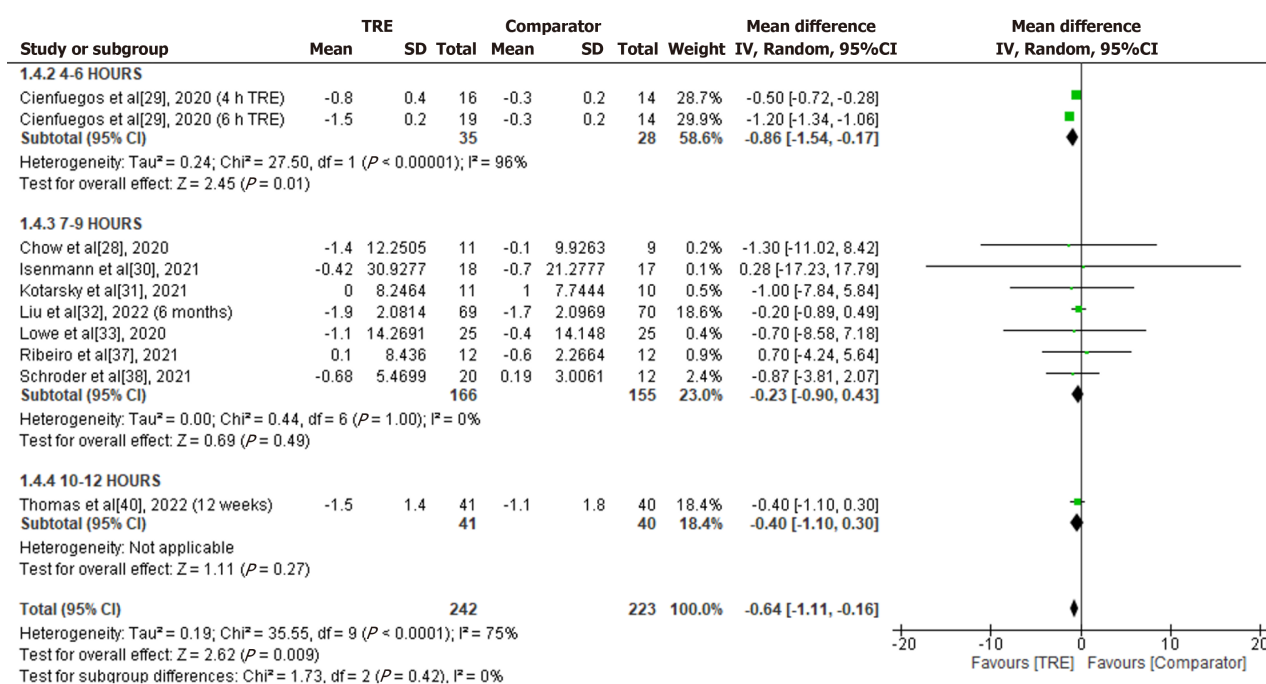 TRE Comparator Mean difference Mean difference
Study or subgroup Mean SD Total Mean SD Total Weight IV, Random, 95%CI IV, Random, 95%CI
1.4.2 4-6 HOURS
Cienfuegos et al[29], 2020 (4 h TRE) -0.8 0.4 16 -0.3 0.2 14 28.7% -0.50 [-0.72, -0.28]
Cienfuegos et al[29], 2020 (6 h TRE) -1.5 0.2 19 -0.3 0.2 14 29.9% -1.20 [-1.34, -1.06]
Subtotal (95% CI) 35 28 58.6% -0.86 [-1.54, -0.17]
Heterogeneity: Tau² = 0.24; Chi² = 27.50, df = 1 (P < 0.00001); I² = 96%
Test for overall effect: Z = 2.45 (P = 0.01)
1.4.3 7-9 HOURS
Chow et al[28], 2020 -1.4 12.2505 11 -0.1 9.9263 9 0.2% -1.30 [-11.02, 8.42]
Isenmann et al[30], 2021 -0.42 30.9277 18 -0.7 21.2777 17 0.1% 0.28 [-17.23, 17.79]
Kotarsky et al[31], 2021 0 8.2464 11 1 7.7444 10 0.5% -1.00 [-7.84, 5.84]
Liu et al[32], 2022 (6 months) -1.9 2.0814 69 -1.7 2.0969 70 18.6% -0.20 [-0.89, 0.49]
Lowe et al[33], 2020 -1.1 14.2691 25 -0.4 14.148 25 0.4% -0.70 [-8.58, 7.18]
Ribeiro et al[37], 2021 0.1 8.436 12 -0.6 2.2664 12 0.9% 0.70 [-4.24, 5.64]
Schroder et al[38], 2021 -0.68 5.4699 20 0.19 3.0061 12 2.4% -0.87 [-3.81, 2.07]
Subtotal (95% CI) 166 155 23.0% -0.23 [-0.90, 0.43]
Heterogeneity: Tau² = 0.00; Chi² = 0.44, df = 6 (P = 1.00); I² = 0%
Test for overall effect: Z = 0.69 (P = 0.49)
1.4.4 10-12 HOURS
Thomas et al[40], 2022 (12 weeks) -1.5 1.4 41 -1.1 1.8 40 18.4% -0.40 [-1.10, 0.30]
Subtotal (95% CI) 41 40 18.4% -0.40 [-1.10, 0.30]
Heterogeneity: Not applicable
Test for overall effect: Z = 1.11 (P = 0.27)
Total (95% CI) 242 223 100.0% -0.64 [-1.11, -0.16]
Heterogeneity: Tau² = 0.19; Chi² = 35.55, df = 9 (P < 0.0001); I² = 75%
Test for overall effect: Z = 2.62 (P = 0.009)
Test for subgroup differences: Chi² = 1.73, df = 2 (P = 0.42), I² = 0%
-20 -10 0 10 20
Favours [TRE] Favours [Comparator]